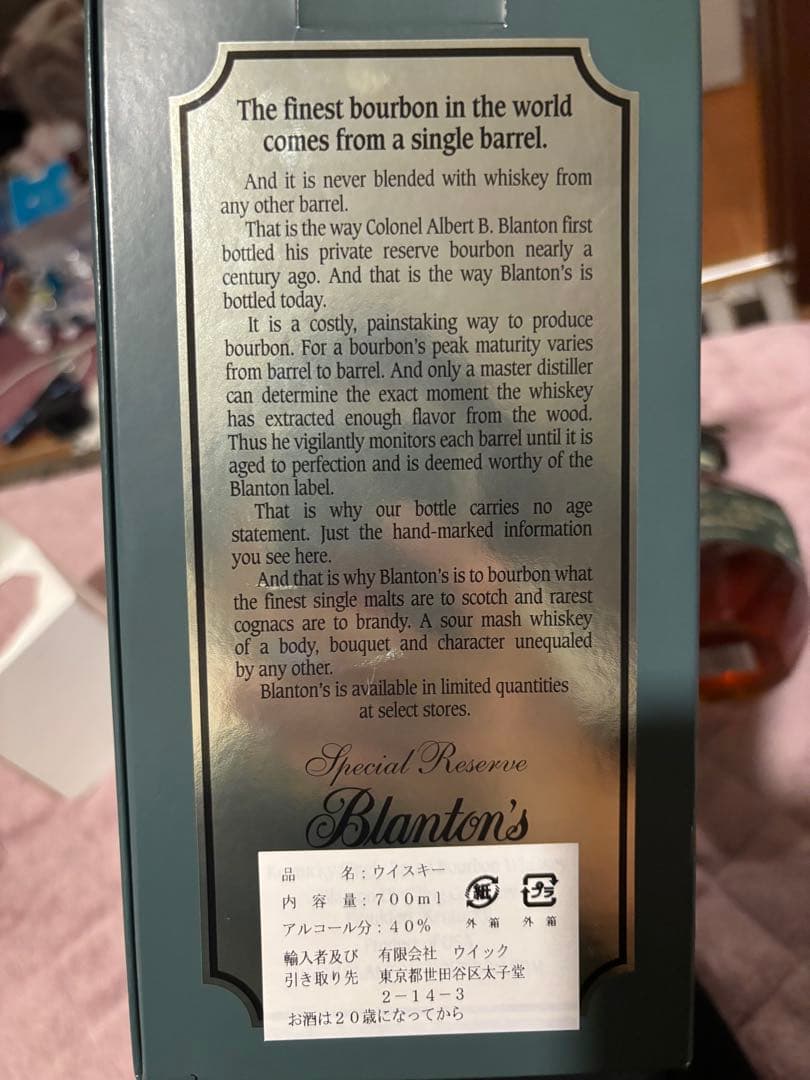 The finest bourbon in the world
comes from a single barrel.
And it is never blended with whiskey from
any other barrel.
That is the way Colonel Albert B. Blanton first
bottled his private reserve bourbon nearly a
century ago. And that is the way Blanton's is
bottled today.
It is a costly, painstaking way to produce
bourbon. For a bourbon's peak maturity varies
from barrel to barrel. And only a master distiller
can determine the exact moment the whiskey
has extracted enough flavor from the wood.
Thus he vigilantly monitors each barrel until it is
aged to perfection and is deemed worthy of the
Blanton label.
That is why our bottle carries no age
statement. Just the hand-marked information
you see here.
And that is why Blanton's is to bourbon what
the finest single malts are to scotch and rarest
cognacs are to brandy. A sour mash whiskey
of a body, bouquet and character unequaled
by any other.
Blanton's is available in limited quantities
at select stores.
Special Reserve
Blanton's
品 名：ウイスキー
内 容 量：７００ｍｌ
アルコール分：４０％
紙 プラ
外 箱 外 箱
輸入者及び 有限会社 ウイック
引き取り先 東京都世田谷区太子堂
２－１４－３
お酒は２０歳になってから